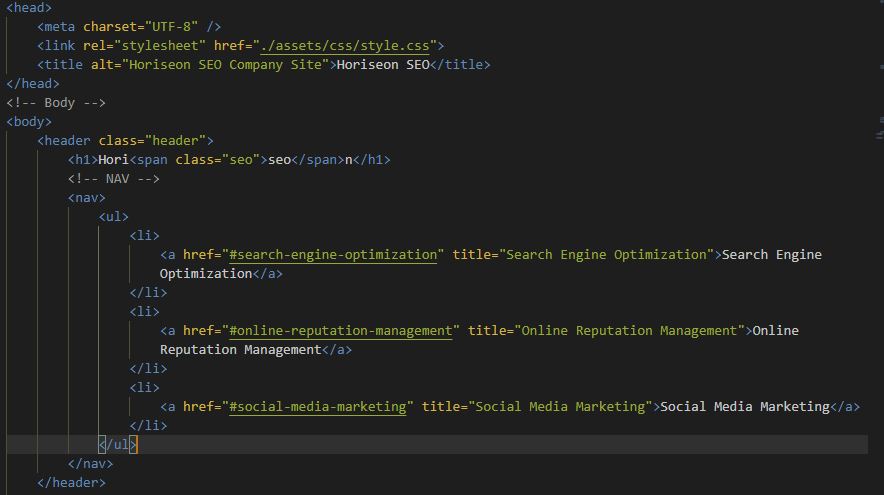 <head>
    <meta charset="UTF-8" />
    <link rel="stylesheet" href="./assets/css/style.css">
    <title alt="Horiseon SEO Company Site">Horiseon SEO</title>
</head>
<!-- Body -->
<body>
    <header class="header">
        <h1>Hori<span class="seo">seo</span>n</h1>
        <!-- NAV -->
        <nav>
            <ul>
                <li>
                    <a href="#search-engine-optimization" title="Search Engine Optimization">Search Engine
                    Optimization</a>
                </li>
                <li>
                    <a href="#online-reputation-management" title="Online Reputation Management">Online
                    Reputation Management</a>
                </li>
                <li>
                    <a href="#social-media-marketing" title="Social Media Marketing">Social Media Marketing</a>
                </li>
            </ul>
        </nav>
    </header>